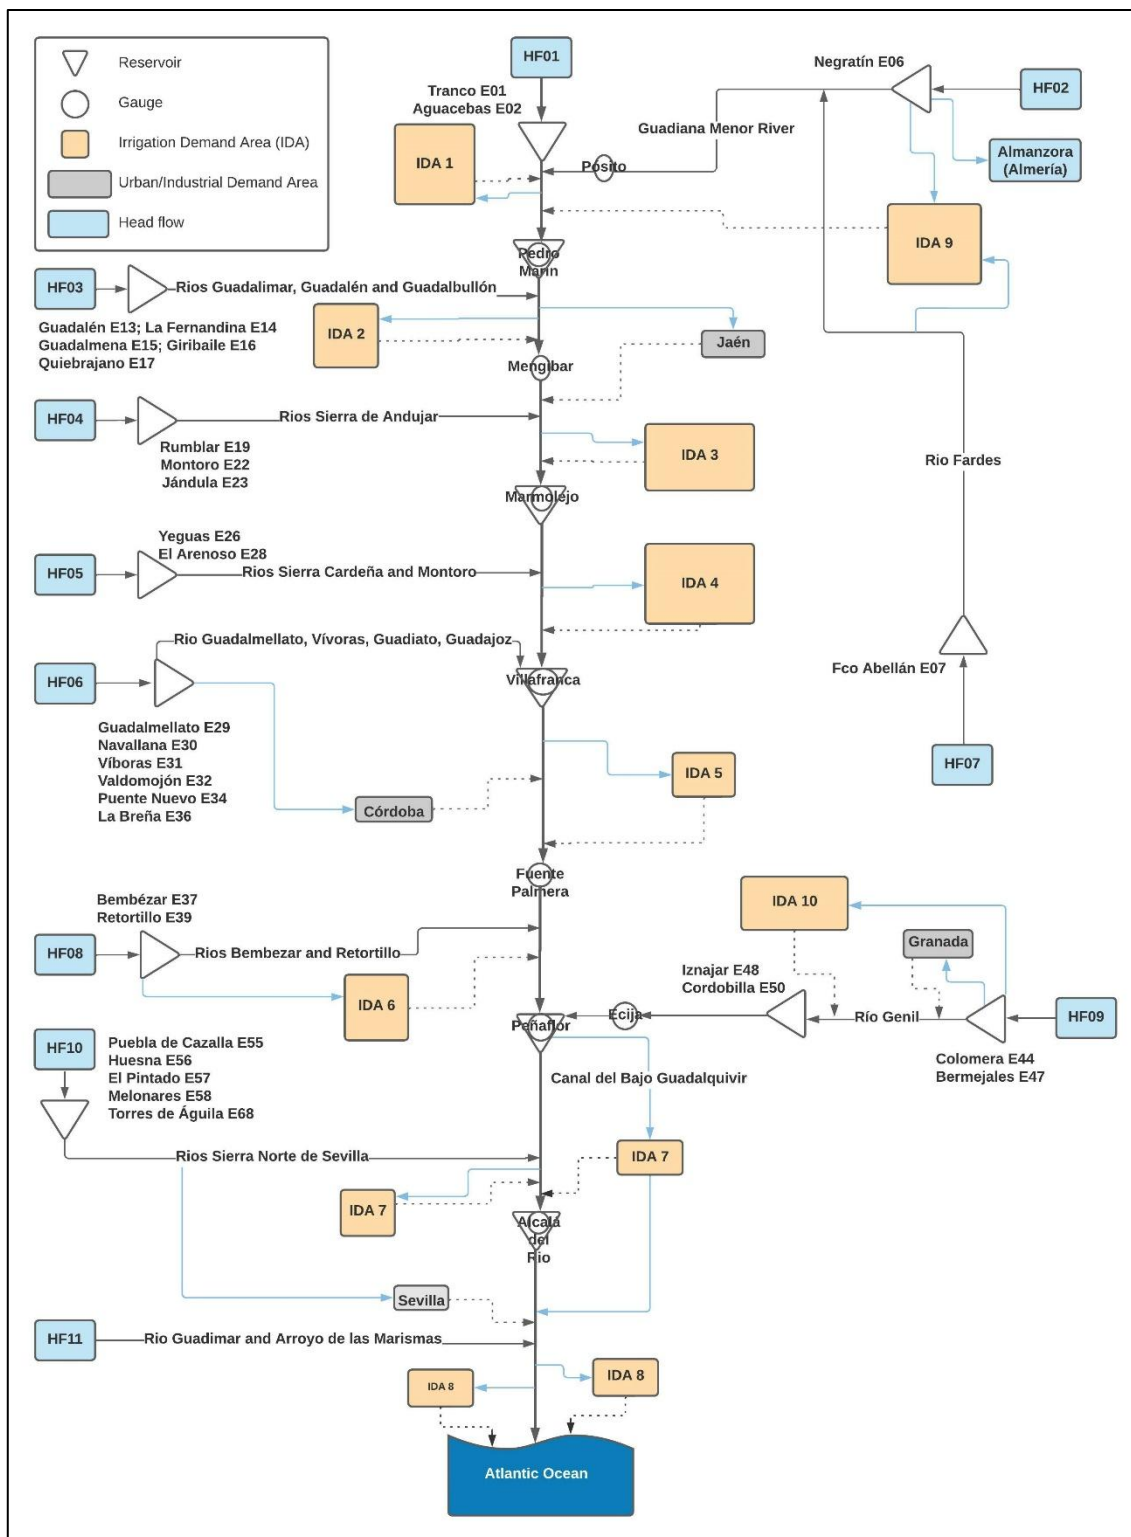 Reservoir
Gauge
Irrigation Demand Area (IDA)
Urban/Industrial Demand Area
Head flow
HF01
Tranco E01
Aguacebas E02
Negratín E06
HF02
Guadiana Menor River
Almanzora
(Almería)
IDA 1
Pósito
IDA 9
Pedro
Marín
HF03
Rios Guadalimar, Guadalén and Guadalbullón
Guadalén E13; La Fernandina E14
Guadalmena E15; Giribaile E16
Quiebrajano E17
IDA 2
Jaén
Mengibar
HF04
Rios Sierra de Andujar
Rumblar E19
Montoro E22
Jándula E23
IDA 3
Rio Fardes
Marmolejo
Yeguas E26
El Arenoso E28
HF05
Rios Sierra Cardeña and Montoro
IDA 4
Rio Guadalmellato, Vívoras, Guadiato, Guadajoz
Fco Abellán E07
HF06
Villafranca
Guadalmellato E29
Navallana E30
Víboras E31
Valdomojón E32
Puente Nuevo E34
La Breña E36
HF07
IDA 5
Córdoba
Fuente
Palmera
Bembézar E37
Retortillo E39
HF08
Rios Bembezar and Retortillo
IDA 10
Granada
Iznajar E48
Cordobilla E50
IDA 6
Peñaflor
Ecija
Río Genil
HF09
Colomera E44
Bermejales E47
HF10
Puebla de Cazalla E55
Huesna E56
El Pintado E57
Melonares E58
Torres de Águila E68
Canal del Bajo Guadalquivir
Rios Sierra Norte de Sevilla
IDA 7
IDA 7
Alcalá
del
Rio
Sevilla
HF11
Rio Guadimar and Arroyo de las Marismas
IDA 8
IDA 8
Atlantic Ocean